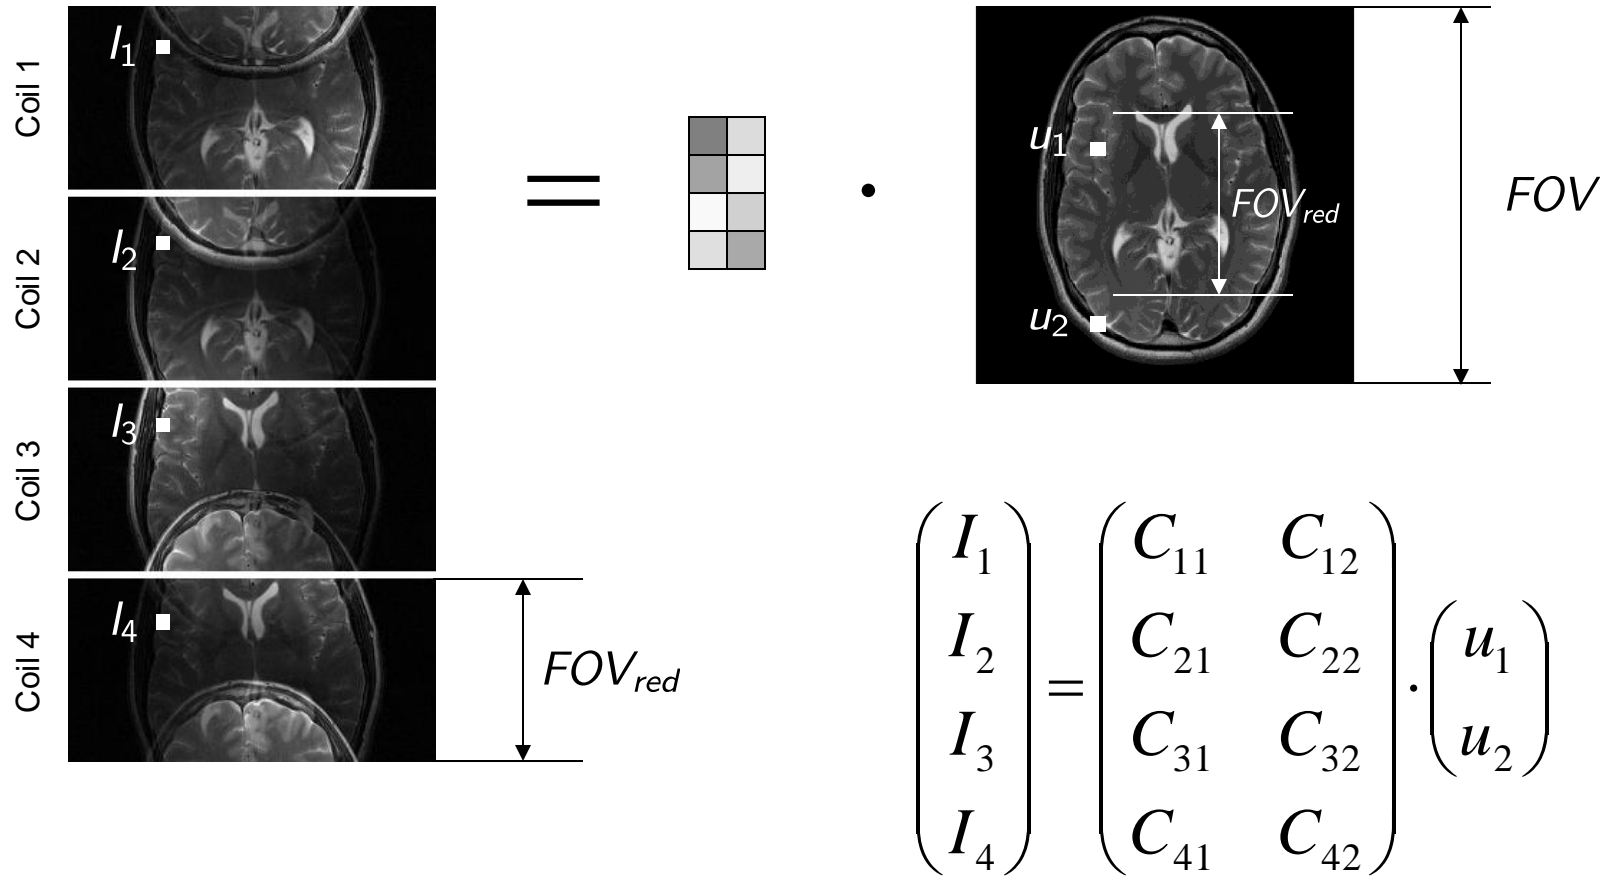 Coil 1
I1
Coil 2
I2
Coil 3
I3
Coil 4
I4
FOVred
=
·
u1
u2
FOVred
FOV
(I1 I2 I3 I4) = (C11 C12 C21 C22 C31 C32 C41 C42) · (u1 u2)